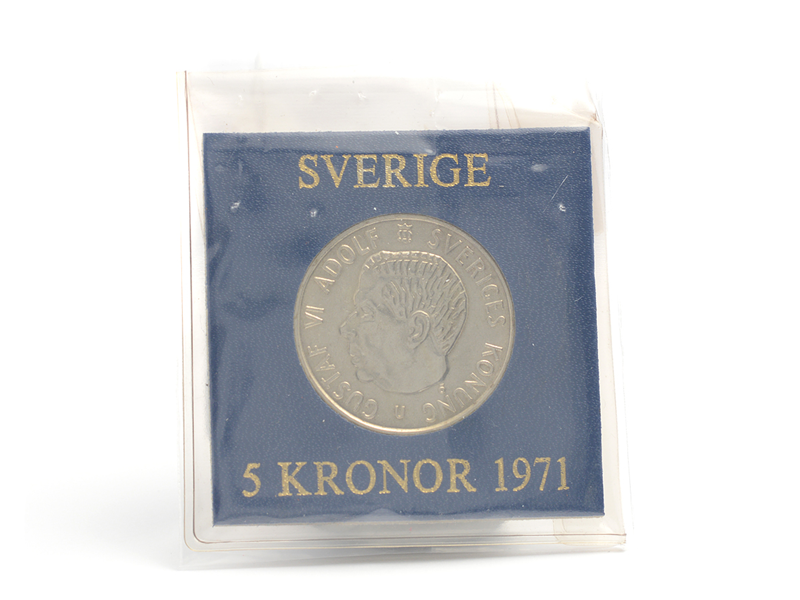 SVERIGE
GUSTAF VI ADOLF SVERIGES KONUNG
U
5 KRONOR 1971